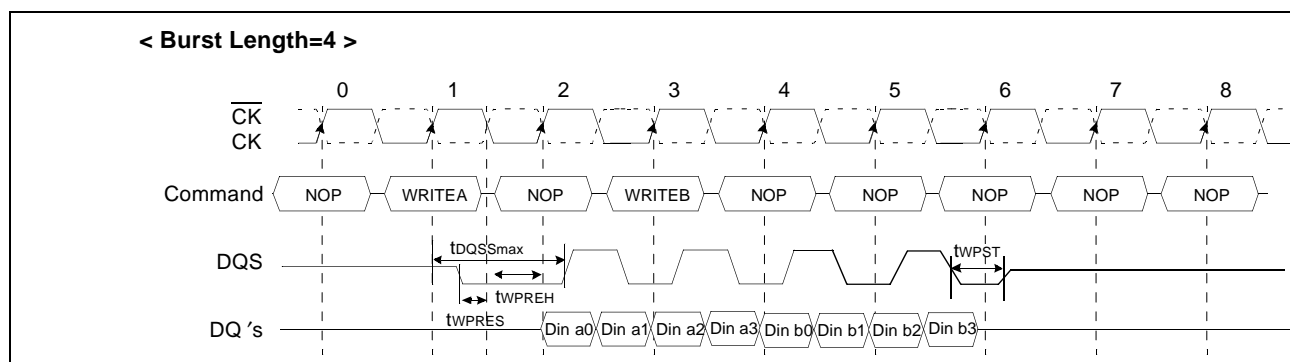 < Burst Length=4 >
0 1 2 3 4 5 6 7 8
CK
CK
Command NOP WRITEA NOP WRITEB NOP NOP NOP NOP NOP
DQS tDQSSmax tWPST
tWPREH
tWPRES
DQ 's Din a0 Din a1 Din a2 Din a3 Din b0 Din b1 Din b2 Din b3